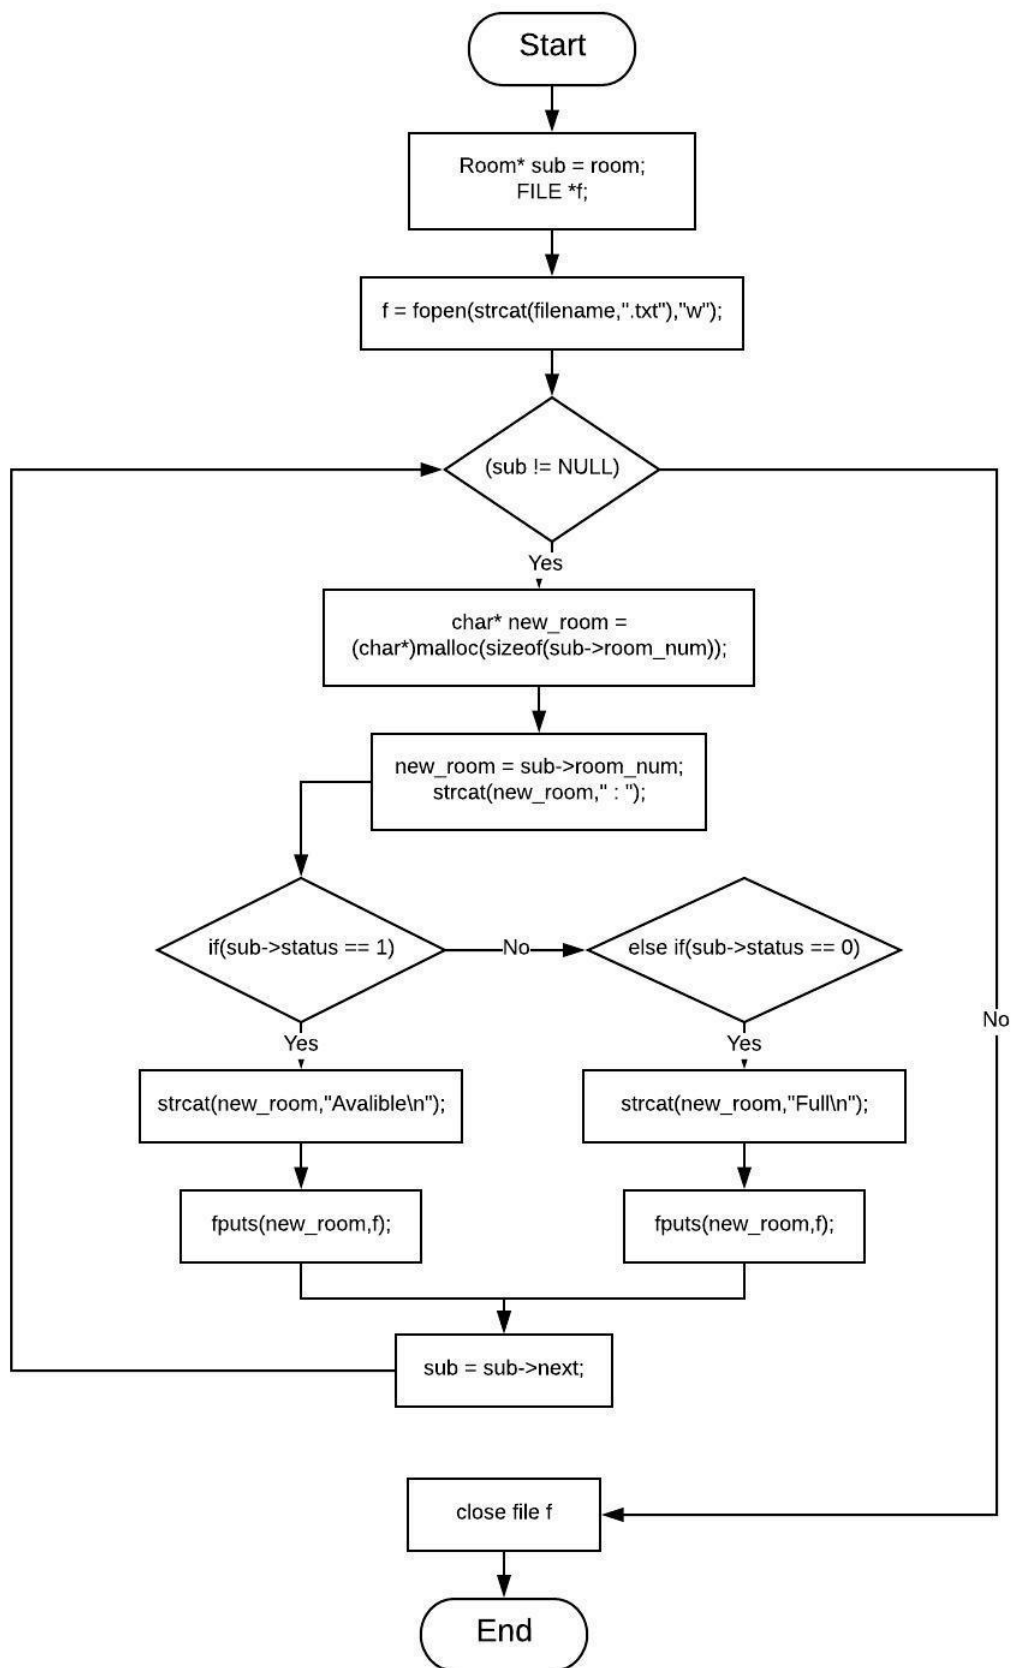 Start
Room* sub = room;
FILE *f;
f = fopen(strcat(filename,".txt"),"w");
(sub != NULL)
Yes
char* new_room =
(char*)malloc(sizeof(sub->room_num));
new_room = sub->room_num;
strcat(new_room," : ");
if(sub->status == 1)
No
else if(sub->status == 0)
No
Yes
Yes
strcat(new_room,"Avalible\n");
strcat(new_room,"Full\n");
fputs(new_room,f);
fputs(new_room,f);
sub = sub->next;
close file f
End